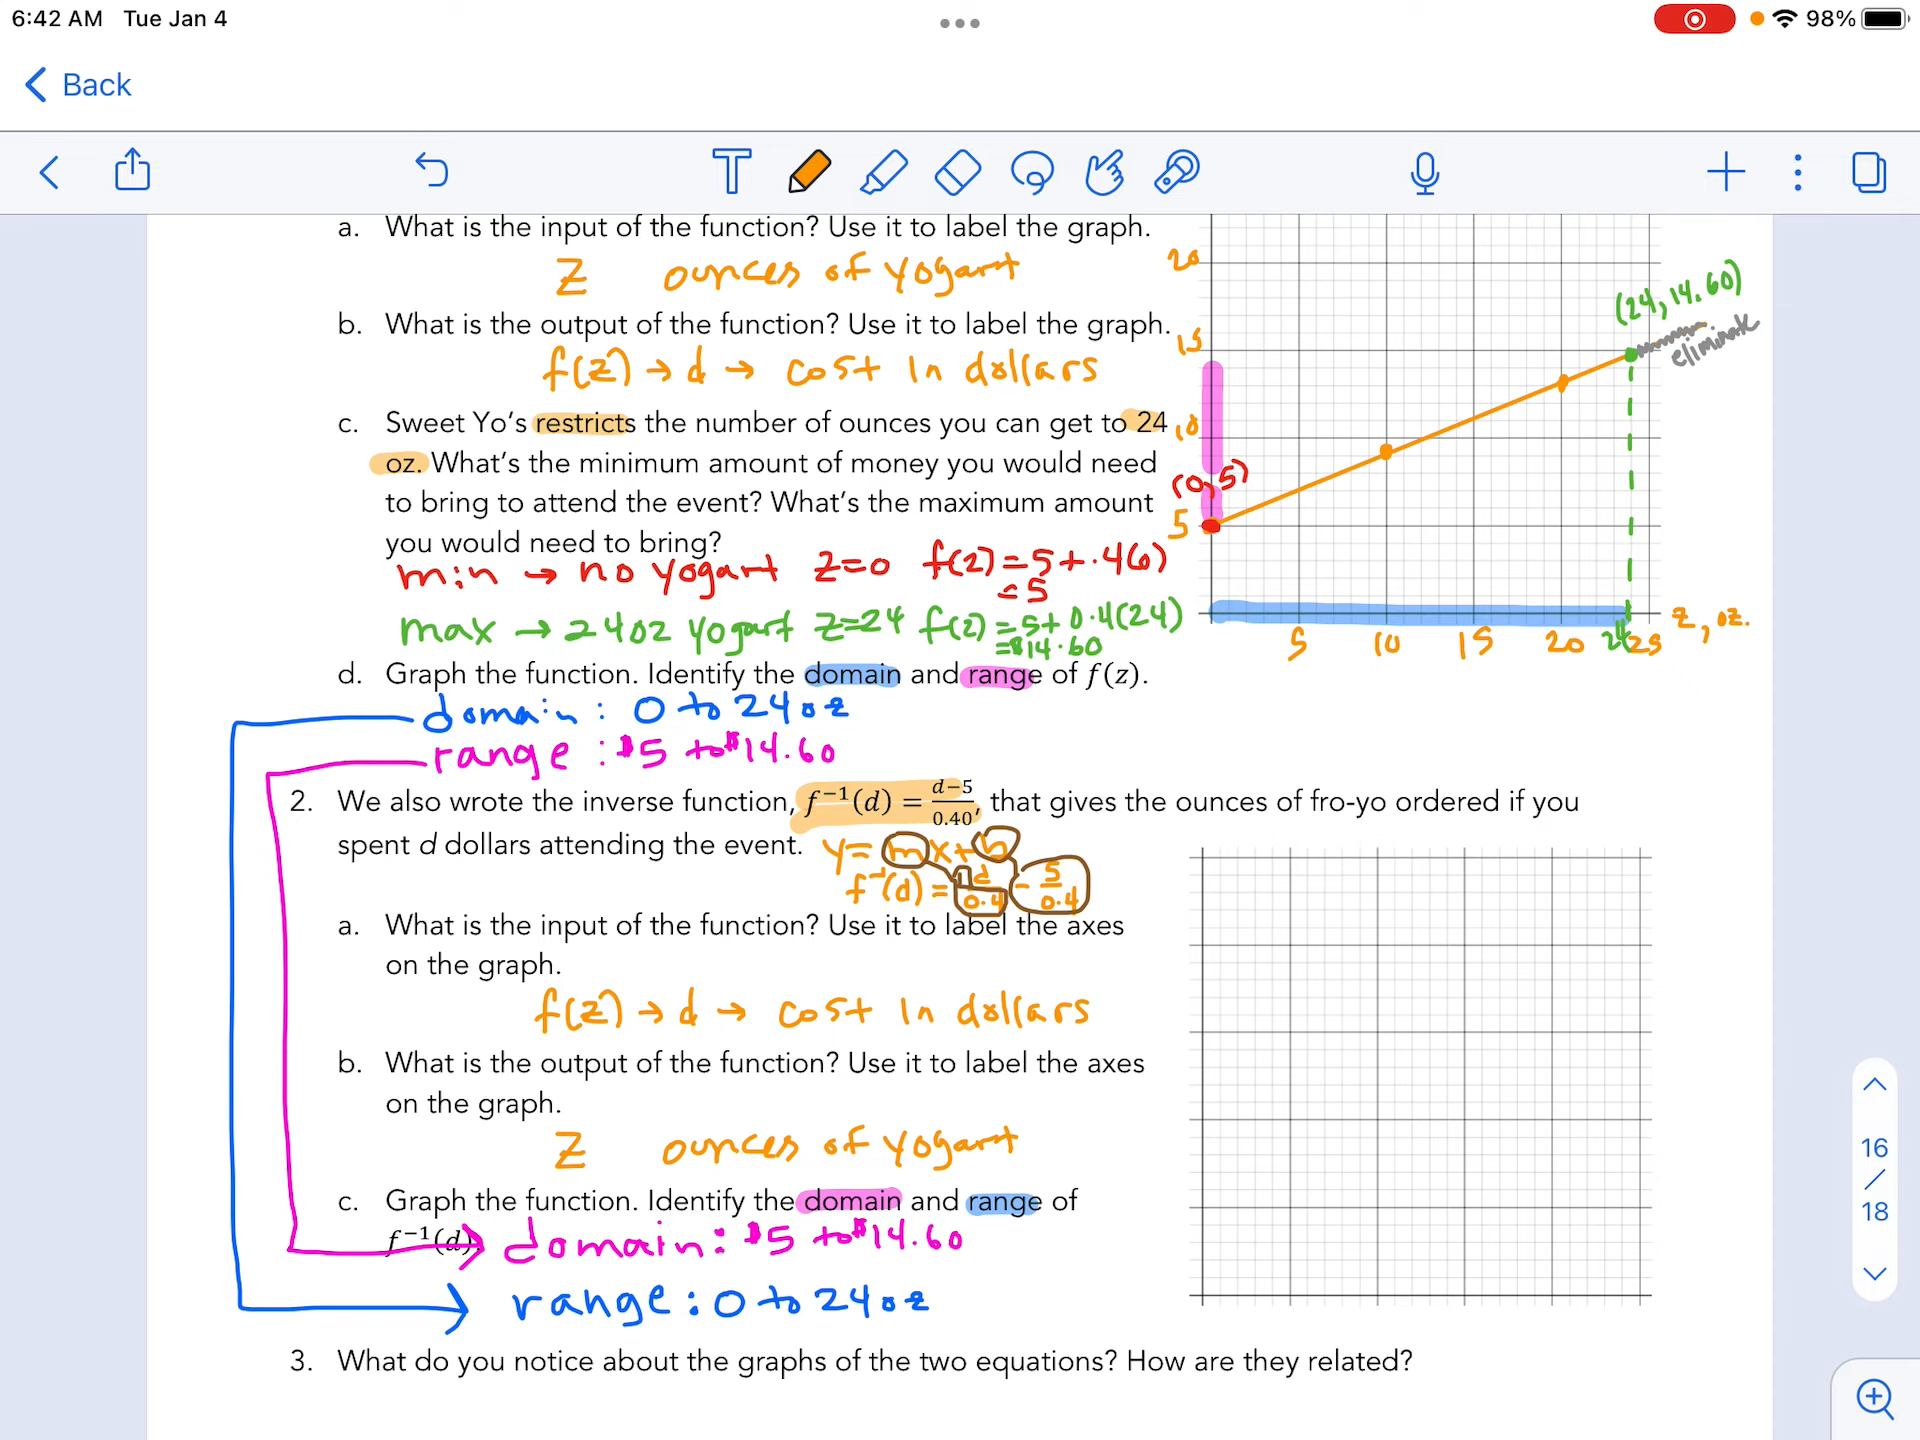 6:42 AM Tue Jan 4
98%
Back
a. What is the input of the function? Use it to label the graph.
z ounces of yogart
b. What is the output of the function? Use it to label the graph.
f(z) → d → cost in dollars
c. Sweet Yo's restricts the number of ounces you can get to 24
oz. What's the minimum amount of money you would need
to bring to attend the event? What's the maximum amount
you would need to bring?
min → no yogart z=0 f(z)=5+.4(0)
=5
max → 24oz yogart z=24 f(z)=5+0.4(24)
=$14.60
d. Graph the function. Identify the domain and range of f(z).
domain: 0 to 24 oz
range: $5 to $14.60
20
15
10
5
(0,5)
(24, 14.60)
eliminate
5 10 15 20 24 25 z, oz.
2. We also wrote the inverse function, f⁻¹(d) = (d−5)/0.40, that gives the ounces of fro-yo ordered if you
spent d dollars attending the event.
y = mx+b
f⁻¹(d) = 1d/0.4 − 5/0.4
a. What is the input of the function? Use it to label the axes
on the graph.
f(z) → d → cost in dollars
b. What is the output of the function? Use it to label the axes
on the graph.
z ounces of yogart
c. Graph the function. Identify the domain and range of
f⁻¹(d). domain: $5 to $14.60
range: 0 to 24 oz
3. What do you notice about the graphs of the two equations? How are they related?
16
/
18